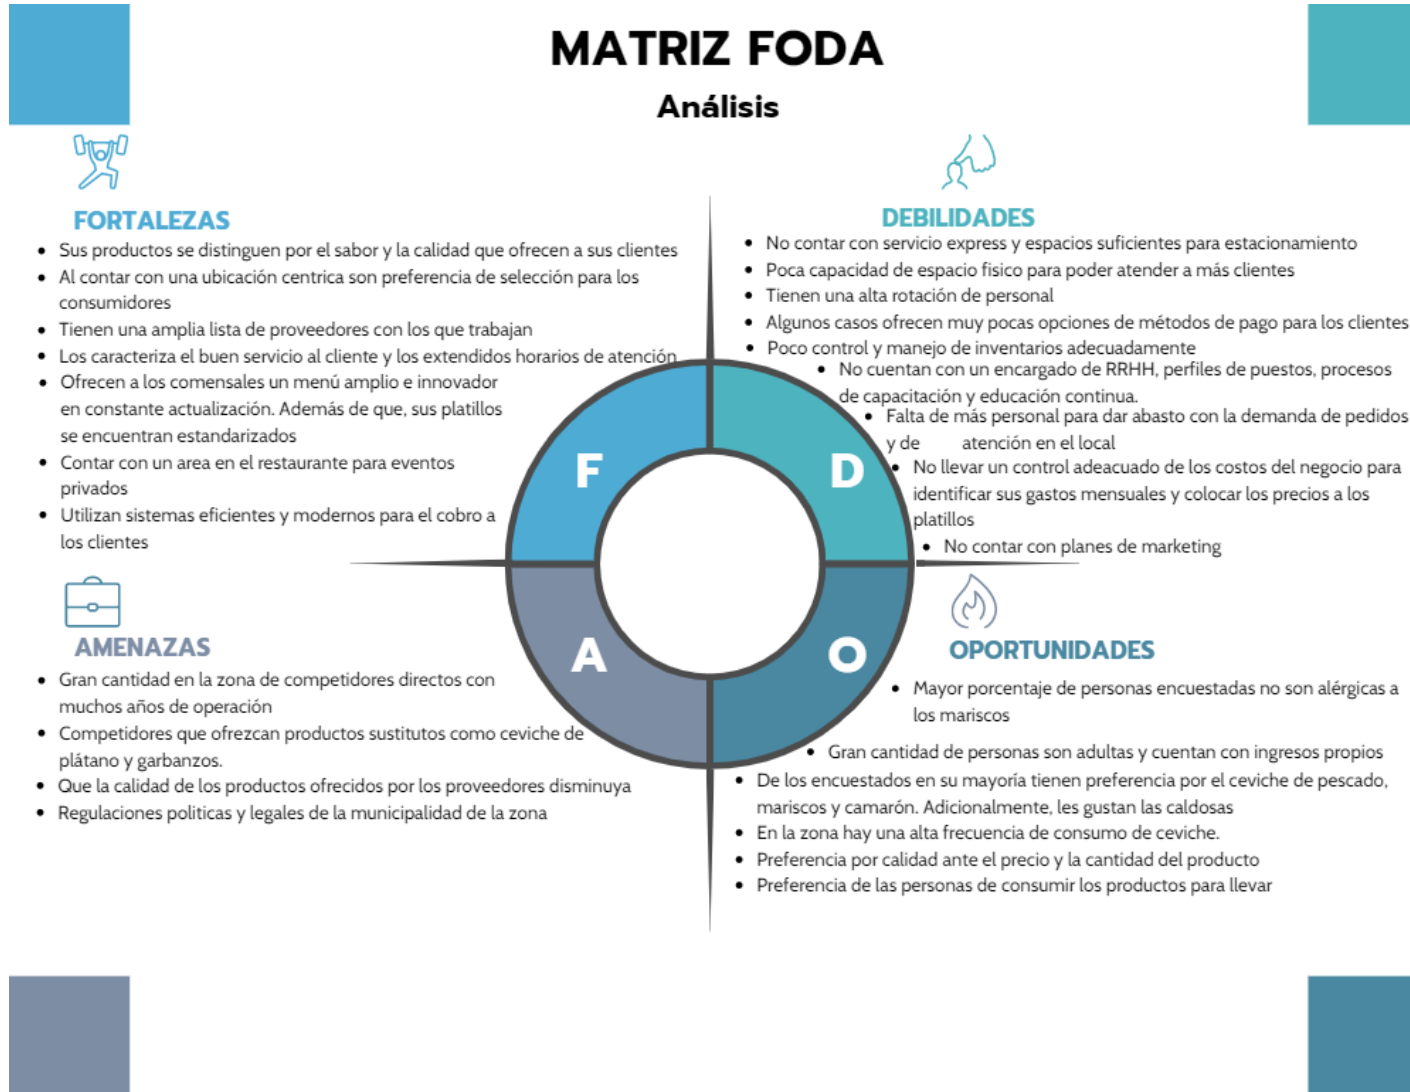 MATRIZ FODA
Análisis
FORTALEZAS
• Sus productos se distinguen por el sabor y la calidad que ofrecen a sus clientes
• Al contar con una ubicación centrica son preferencia de selección para los
consumidores
• Tienen una amplia lista de proveedores con los que trabajan
• Los caracteriza el buen servicio al cliente y los extendidos horarios de atención
• Ofrecen a los comensales un menú amplio e innovador
en constante actualización. Además de que, sus platillos
se encuentran estandarizados
• Contar con un area en el restaurante para eventos
privados
• Utilizan sistemas eficientes y modernos para el cobro a
los clientes
DEBILIDADES
• No contar con servicio express y espacios suficientes para estacionamiento
• Poca capacidad de espacio fisico para poder atender a más clientes
• Tienen una alta rotación de personal
• Algunos casos ofrecen muy pocas opciones de métodos de pago para los clientes
• Poco control y manejo de inventarios adecuadamente
• No cuentan con un encargado de RRHH, perfiles de puestos, procesos
de capacitación y educación continua.
• Falta de más personal para dar abasto con la demanda de pedidos
y de atención en el local
• No llevar un control adeacuado de los costos del negocio para
identificar sus gastos mensuales y colocar los precios a los
platillos
• No contar con planes de marketing
F
D
A
O
AMENAZAS
• Gran cantidad en la zona de competidores directos con
muchos años de operación
• Competidores que ofrezcan productos sustitutos como ceviche de
plátano y garbanzos.
• Que la calidad de los productos ofrecidos por los proveedores disminuya
• Regulaciones politicas y legales de la municipalidad de la zona
OPORTUNIDADES
• Mayor porcentaje de personas encuestadas no son alérgicas a
los mariscos
• Gran cantidad de personas son adultas y cuentan con ingresos propios
• De los encuestados en su mayoría tienen preferencia por el ceviche de pescado,
mariscos y camarón. Adicionalmente, les gustan las caldosas
• En la zona hay una alta frecuencia de consumo de ceviche.
• Preferencia por calidad ante el precio y la cantidad del producto
• Preferencia de las personas de consumir los productos para llevar